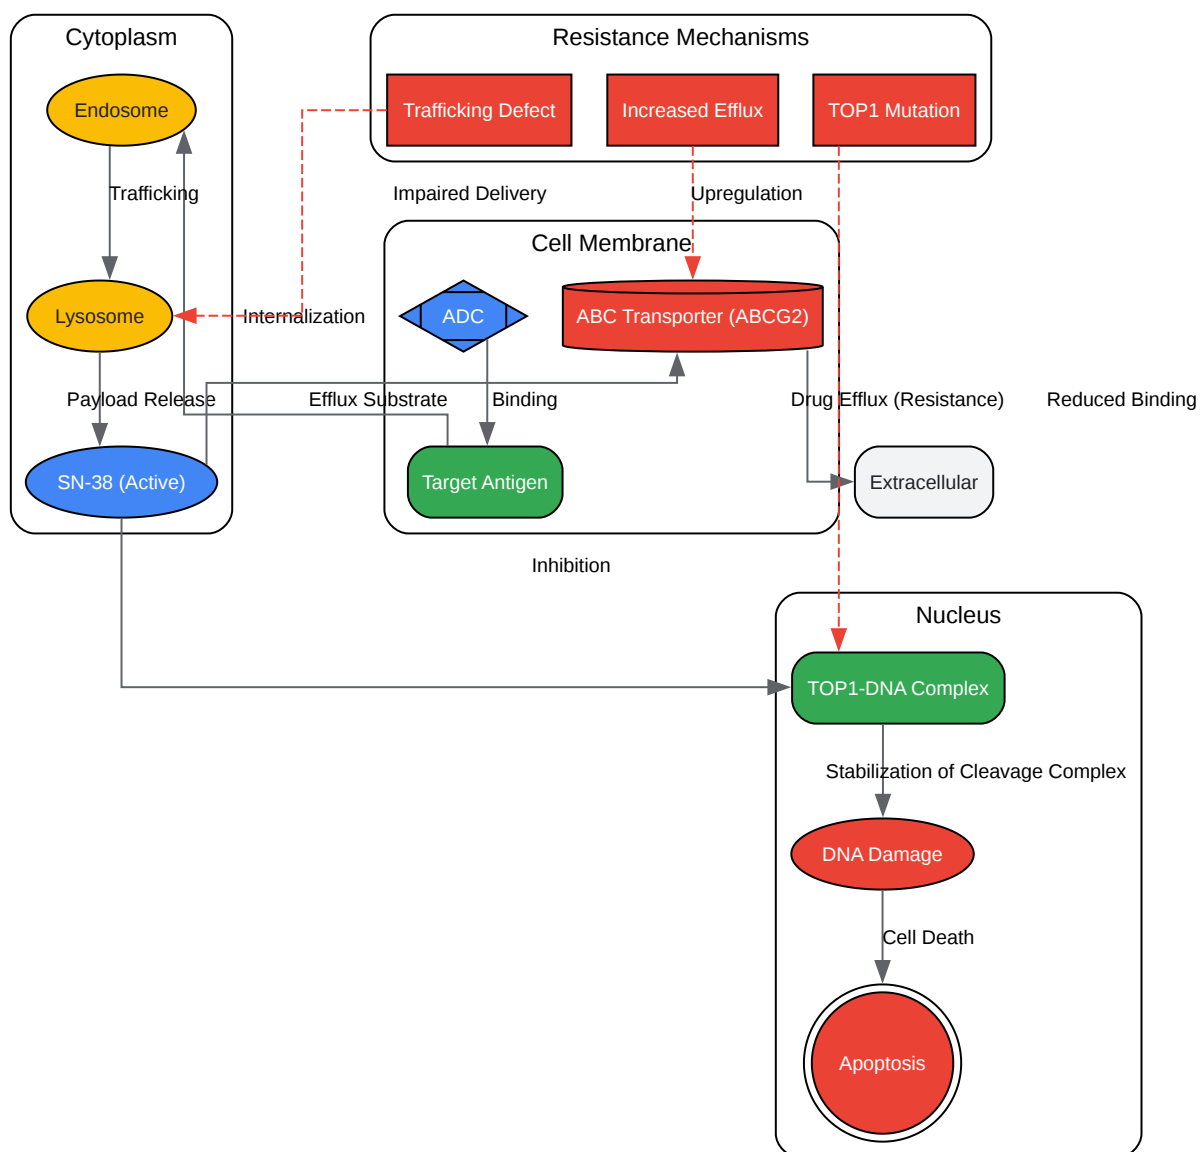 Cytoplasm
Resistance Mechanisms
Endosome
Trafficking Defect
Increased Efflux
TOP1 Mutation
Trafficking
Impaired Delivery
Upregulation
Cell Membrane
Lysosome
Internalization
ADC
ABC Transporter (ABCG2)
Payload Release
Efflux Substrate
Binding
Drug Efflux (Resistance)
Reduced Binding
SN-38 (Active)
Target Antigen
Extracellular
Inhibition
Nucleus
TOP1-DNA Complex
Stabilization of Cleavage Complex
DNA Damage
Cell Death
Apoptosis